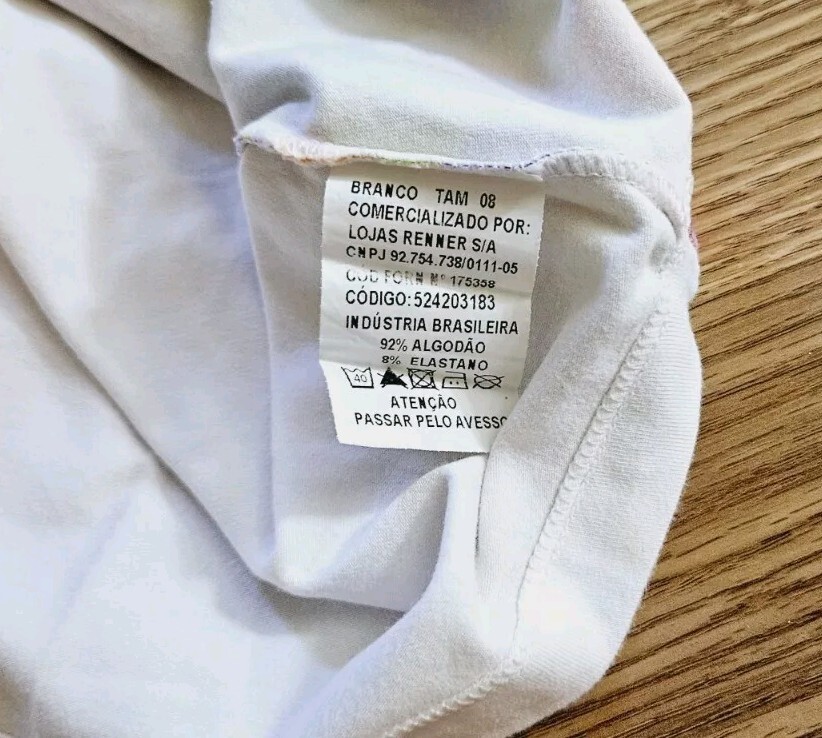 BRANCO TAM 08
COMERCIALIZADO POR:
LOJAS RENNER S/A
CNPJ 92.754.738/0111-05
COD FORN Nº 175358
CÓDIGO:524203183
INDÚSTRIA BRASILEIRA
92% ALGODÃO
8% ELASTANO
40
ATENÇÃO
PASSAR PELO AVESSO